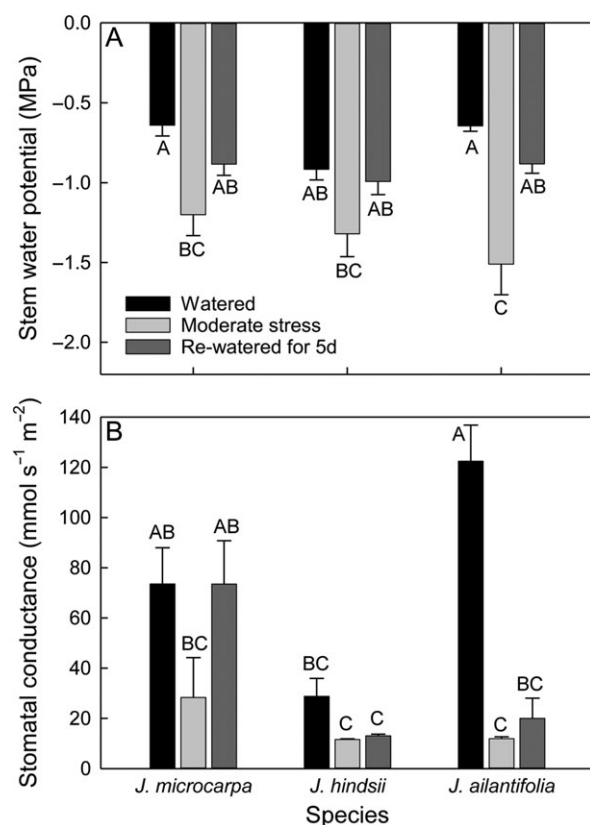 A
Stem water potential (MPa)
0.0
−0.5
−1.0
−1.5
−2.0
A
BC
AB
AB
BC
AB
A
C
AB
Watered
Moderate stress
Re-watered for 5d
B
Stomatal conductance (mmol s⁻¹ m⁻²)
140
120
100
80
60
40
20
0
AB
BC
AB
BC
C
C
A
C
BC
J. microcarpa
J. hindsii
J. ailantifolia
Species